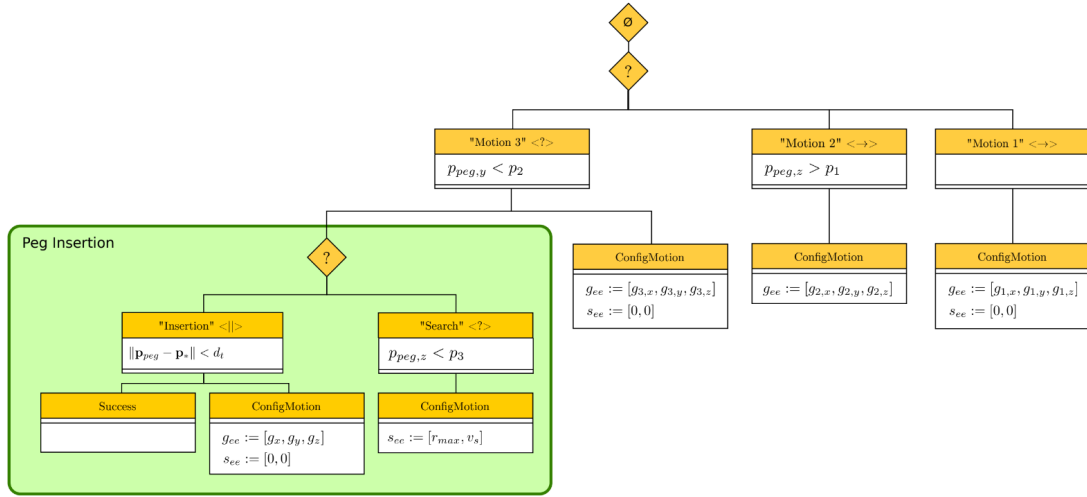 Ø
?
"Motion 3" <?>
p_{peg,y} < p_2
"Motion 2" <→>
p_{peg,z} > p_1
"Motion 1" <→>
Peg Insertion
?
ConfigMotion
g_{ee} := [g_{3,x}, g_{3,y}, g_{3,z}]
s_{ee} := [0, 0]
ConfigMotion
g_{ee} := [g_{2,x}, g_{2,y}, g_{2,z}]
ConfigMotion
g_{ee} := [g_{1,x}, g_{1,y}, g_{1,z}]
s_{ee} := [0, 0]
"Insertion" <||>
‖p_{peg} − p_*‖ < d_t
"Search" <?>
p_{peg,z} < p_3
Success
ConfigMotion
g_{ee} := [g_x, g_y, g_z]
s_{ee} := [0, 0]
ConfigMotion
s_{ee} := [r_{max}, v_s]